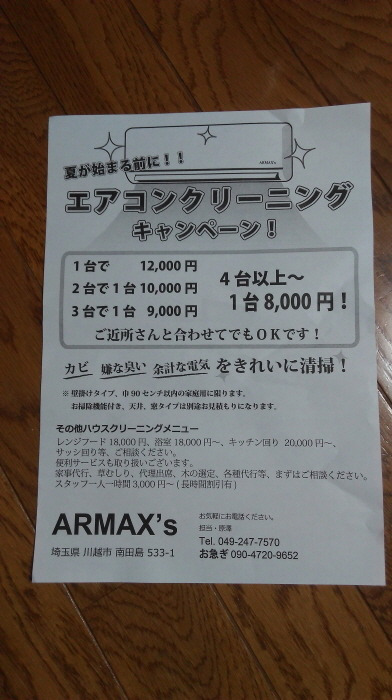 ARMAX's
夏が始まる前に！！
エアコンクリーニング
キャンペーン！
1台で 12,000円
2台で1台 10,000円
3台で1台 9,000円
4台以上～
1台8,000円！
ご近所さんと合わせてでもOKです！
カビ 嫌な臭い 余計な電気 をきれいに清掃！
※ 壁掛けタイプ、巾90センチ以内の家庭用に限ります。
お掃除機能付き、天井、窓タイプは別途お見積もりになります。
その他ハウスクリーニングメニュー
レンジフード18,000円、浴室18,000円～、キッチン回り 20,000円～、
サッシ回り等、ご相談ください。
便利サービスも取り扱いございます。
家事代行、草むしり、代理出席、木の選定、各種代行等、まずはご相談ください。
スタッフ一人一時間3,000円～(長時間割引有)
ARMAX's
埼玉県 川越市 南田島 533-1
お気軽にお電話ください。
担当・原澤
Tel. 049-247-7570
お急ぎ 090-4720-9652